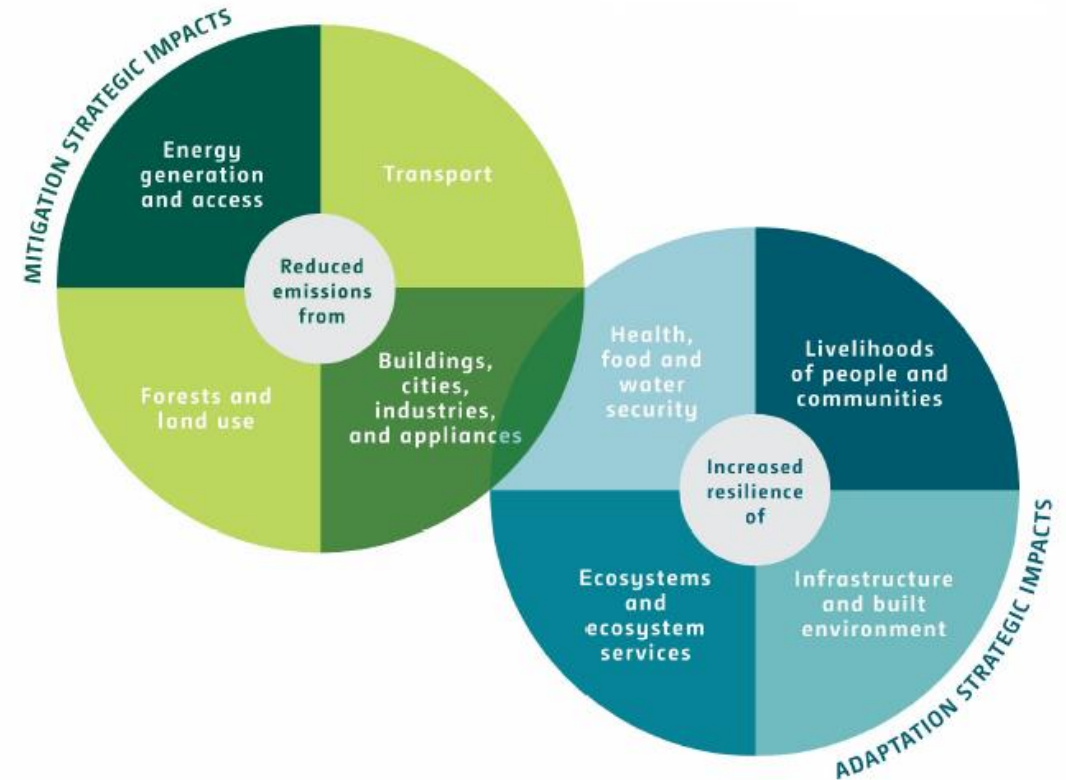 MITIGATION STRATEGIC IMPACTS
Energy
generation
and access
Transport
Reduced
emissions
from
Forests and
land use
Buildings,
cities,
industries,
and appliances
Health,
food and
water
security
Livelihoods
of people and
communities
Increased
resilience
of
Ecosystems
and
ecosystem
services
Infrastructure
and built
environment
ADAPTATION STRATEGIC IMPACTS